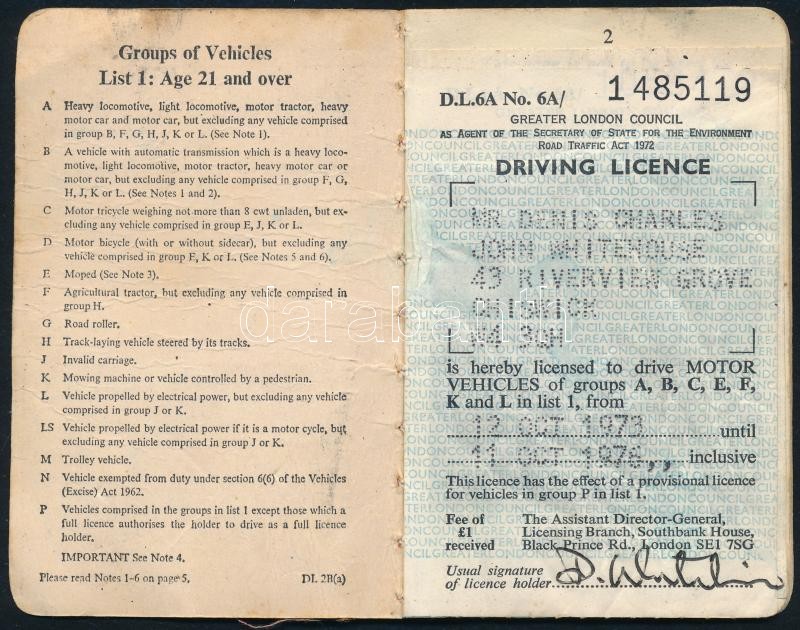 Groups of Vehicles
List 1: Age 21 and over
A Heavy locomotive, light locomotive, motor tractor, heavy
motor car and motor car, but excluding any vehicle comprised
in group B, F, G, H, J, K or L. (See Note 1).
B A vehicle with automatic transmission which is a heavy loco-
motive, light locomotive, motor tractor, heavy motor car or
motor car, but excluding any vehicle comprised in group F, G,
H, J, K or L. (See Notes 1 and 2).
C Motor tricycle weighing not more than 8 cwt unladen, but ex-
cluding any vehicle comprised in group E, J, K or L.
D Motor bicycle (with or without sidecar), but excluding any
vehicle comprised in group E, K or L. (See Notes 5 and 6).
E Moped (See Note 3).
F Agricultural tractor, but excluding any vehicle comprised in
group H.
G Road roller.
H Track-laying vehicle steered by its tracks.
J Invalid carriage.
K Mowing machine or vehicle controlled by a pedestrian.
L Vehicle propelled by electrical power, but excluding any vehicle
comprised in group J or K.
LS Vehicle propelled by electrical power if it is a motor cycle, but
excluding any vehicle comprised in group J or K.
M Trolley vehicle.
N Vehicle exempted from duty under section 6(6) of the Vehicles
(Excise) Act 1962.
P Vehicles comprised in the groups in list 1 except those which a
full licence authorises the holder to drive as a full licence
holder.
IMPORTANT See Note 4.
Please read Notes 1-6 on page 5. DL 2B(a)
2
D.L.6A No. 6A/ 1485119
GREATER LONDON COUNCIL
AS AGENT OF THE SECRETARY OF STATE FOR THE ENVIRONMENT
ROAD TRAFFIC ACT 1972
DRIVING LICENCE
MR DENIS CHARLES
JOHN WHITEHOUSE
43 RIVERVIEW GROVE
CHISWICK
W4 3QH
is hereby licensed to drive MOTOR
VEHICLES of groups A, B, C, E, F,
K and L in list 1, from
12 OCT 1973 until
11 OCT 1976,, inclusive
This licence has the effect of a provisional licence
for vehicles in group P in list 1.
Fee of The Assistant Director-General,
£1 Licensing Branch, Southbank House,
received Black Prince Rd., London SE1 7SG
Usual signature
of licence holder